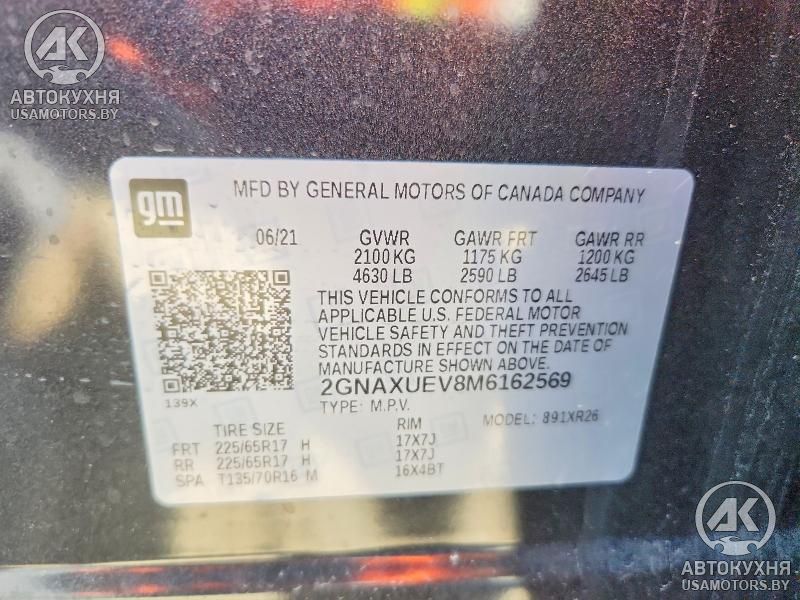 AK
АВТОКУХНЯ
USAMOTORS.BY
gm
MFD BY GENERAL MOTORS OF CANADA COMPANY
06/21 GVWR GAWR FRT GAWR RR
2100 KG 1175 KG 1200 KG
4630 LB 2590 LB 2645 LB
THIS VEHICLE CONFORMS TO ALL
APPLICABLE U.S. FEDERAL MOTOR
VEHICLE SAFETY AND THEFT PREVENTION
STANDARDS IN EFFECT ON THE DATE OF
MANUFACTURE SHOWN ABOVE.
2GNAXUEV8M6162569
139X
TYPE: M.P.V. MODEL: 891XR26
TIRE SIZE RIM
FRT 225/65R17 H 17X7J
RR 225/65R17 H 17X7J
SPA T135/70R16 M 16X4BT
AK
АВТОКУХНЯ
USAMOTORS.BY